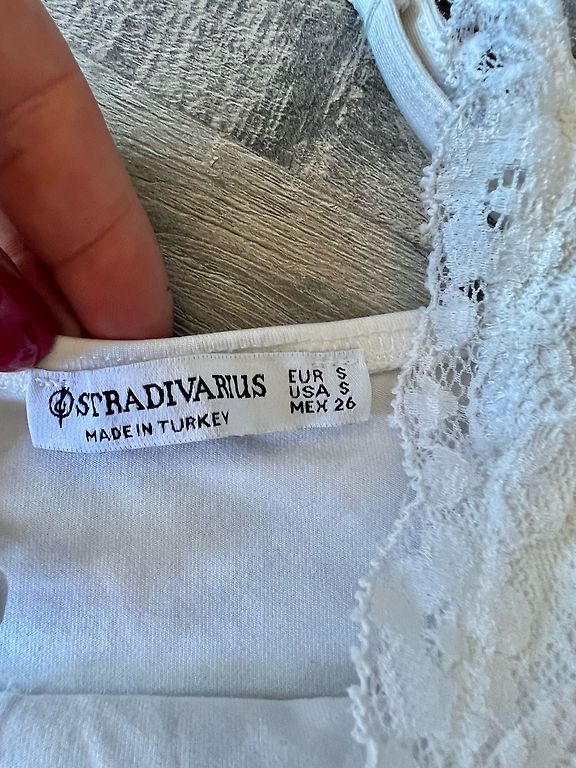 STRADIVARIUS
MADE IN TURKEY
EUR S
USA S
MEX 26